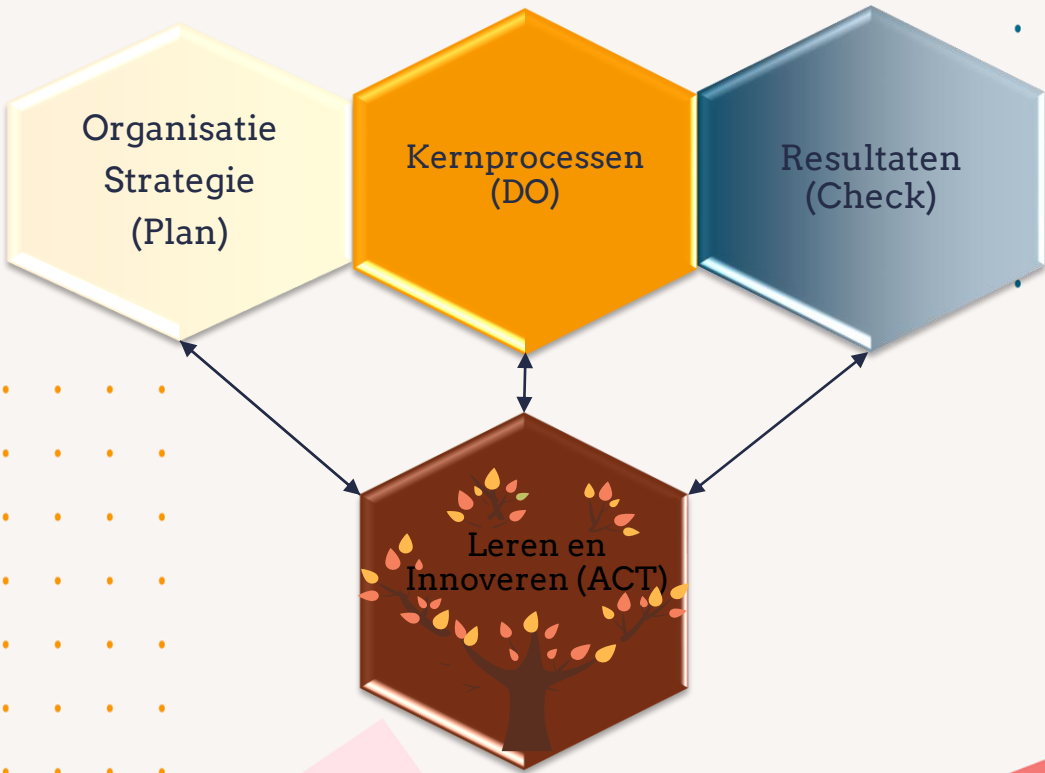 Organisatie
Strategie
(Plan)
Kernprocessen
(DO)
Resultaten
(Check)
Leren en
Innoveren (ACT)